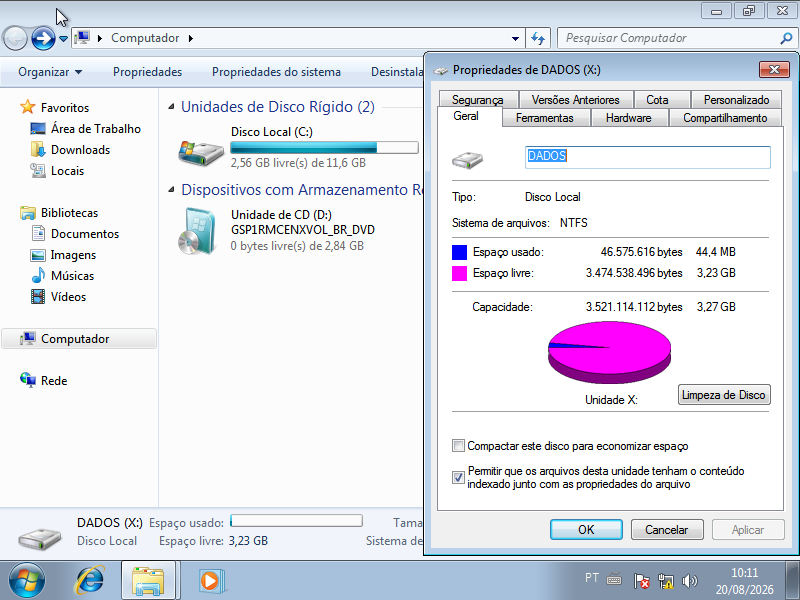 Computador
Pesquisar Computador
Organizar
Propriedades
Propriedades do sistema
Desinstala
Favoritos
Área de Trabalho
Downloads
Locais
Bibliotecas
Documentos
Imagens
Músicas
Vídeos
Computador
Rede
Unidades de Disco Rígido (2)
Disco Local (C:)
2,56 GB livre(s) de 11,6 GB
Dispositivos com Armazenamento Re
Unidade de CD (D:)
GSP1RMCENXVOL_BR_DVD
0 bytes livre(s) de 2,84 GB
Propriedades de DADOS (X:)
Segurança
Versões Anteriores
Cota
Personalizado
Geral
Ferramentas
Hardware
Compartilhamento
DADOS
Tipo: Disco Local
Sistema de arquivos: NTFS
Espaço usado: 46.575.616 bytes 44,4 MB
Espaço livre: 3.474.538.496 bytes 3,23 GB
Capacidade: 3.521.114.112 bytes 3,27 GB
Unidade X:
Limpeza de Disco
Compactar este disco para economizar espaço
Permitir que os arquivos desta unidade tenham o conteúdo
indexado junto com as propriedades do arquivo
OK
Cancelar
Aplicar
DADOS (X:) Espaço usado: Tama
Disco Local Espaço livre: 3,23 GB Sistema de
PT
10:11
20/08/2026